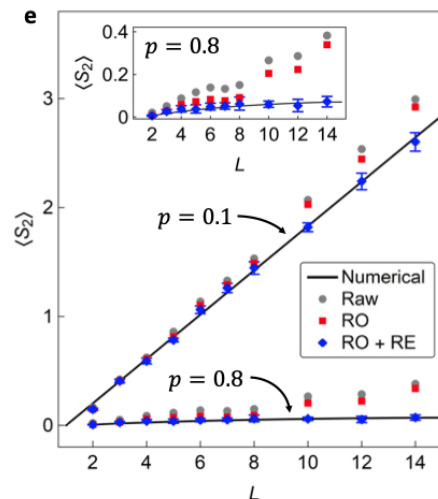 e
0.4
0.2
0
⟨S₂⟩
p = 0.8
2 4 6 8 10 12 14
L
3
2
1
0
⟨S₂⟩
p = 0.1
Numerical
Raw
RO
RO + RE
p = 0.8
2 4 6 8 10 12 14
L